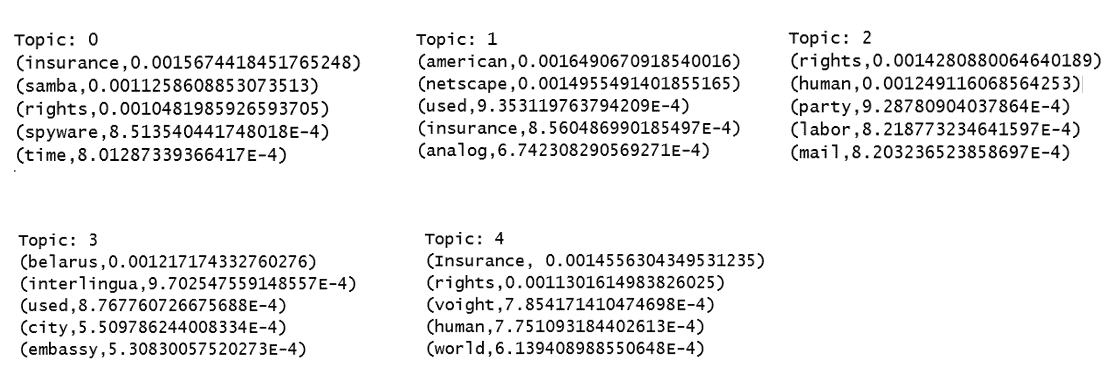 Topic: 0
(insurance,0.0015674418451765248)
(samba,0.0011258608853073513)
(rights,0.0010481985926593705)
(spyware,8.513540441748018E-4)
(time,8.01287339366417E-4)
Topic: 1
(american,0.0016490670918540016)
(netscape,0.0014955491401855165)
(used,9.353119763794209E-4)
(insurance,8.560486990185497E-4)
(analog,6.742308290569271E-4)
Topic: 2
(rights,0.0014280880064640189)
(human,0.0012491160685642​53)
(party,9.28780904037864E-4)
(labor,8.218773234641597E-4)
(mail,8.203236523858697E-4)
Topic: 3
(belarus,0.001217174332760276)
(interlingua,9.702547559148557E-4)
(used,8.767760726675688E-4)
(city,5.509786244008334E-4)
(embassy,5.30830057520273E-4)
Topic: 4
(Insurance, 0.0014556304349531235)
(rights,0.0011301614983826025)
(voight,7.854171410474698E-4)
(human,7.751093184402613E-4)
(world,6.139408988550648E-4)